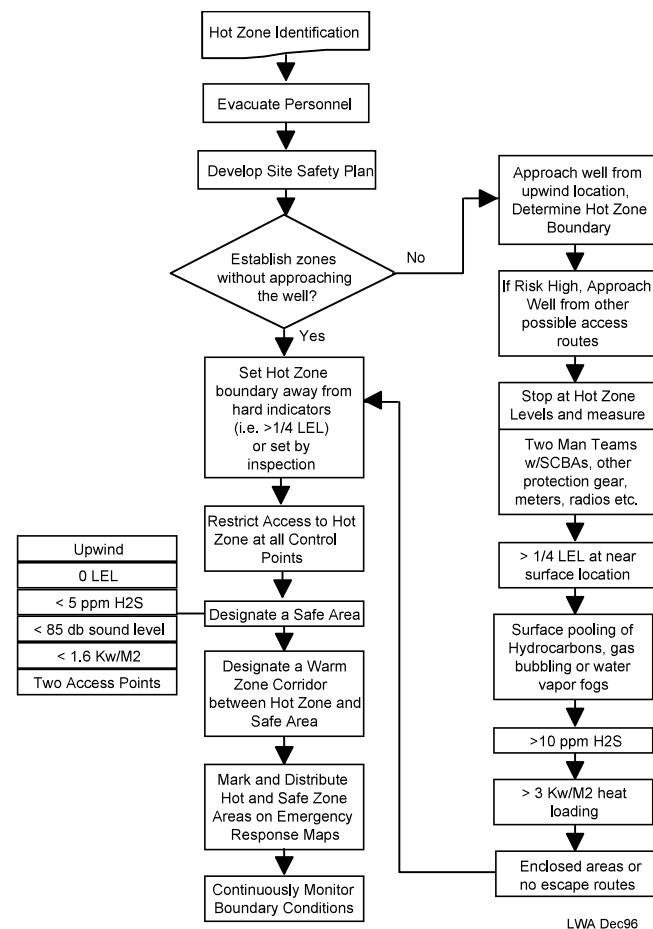 Hot Zone Identification
Evacuate Personnel
Develop Site Safety Plan
Establish zones
without approaching
the well?
No
Yes
Set Hot Zone
boundary away from
hard indicators
(i.e. >1/4 LEL)
or set by
inspection
Restrict Access to Hot
Zone at all Control
Points
Designate a Safe Area
Upwind
0 LEL
< 5 ppm H2S
< 85 db sound level
< 1.6 Kw/M2
Two Access Points
Designate a Warm
Zone Corridor
between Hot Zone and
Safe Area
Mark and Distribute
Hot and Safe Zone
Areas on Emergency
Response Maps
Continuously Monitor
Boundary Conditions
Approach well from
upwind location,
Determine Hot Zone
Boundary
If Risk High, Approach
Well from other
possible access
routes
Stop at Hot Zone
Levels and measure
Two Man Teams
w/SCBAs, other
protection gear,
meters, radios etc.
> 1/4 LEL at near
surface location
Surface pooling of
Hydrocarbons, gas
bubbling or water
vapor fogs
>10 ppm H2S
> 3 Kw/M2 heat
loading
Enclosed areas or
no escape routes
LWA Dec96